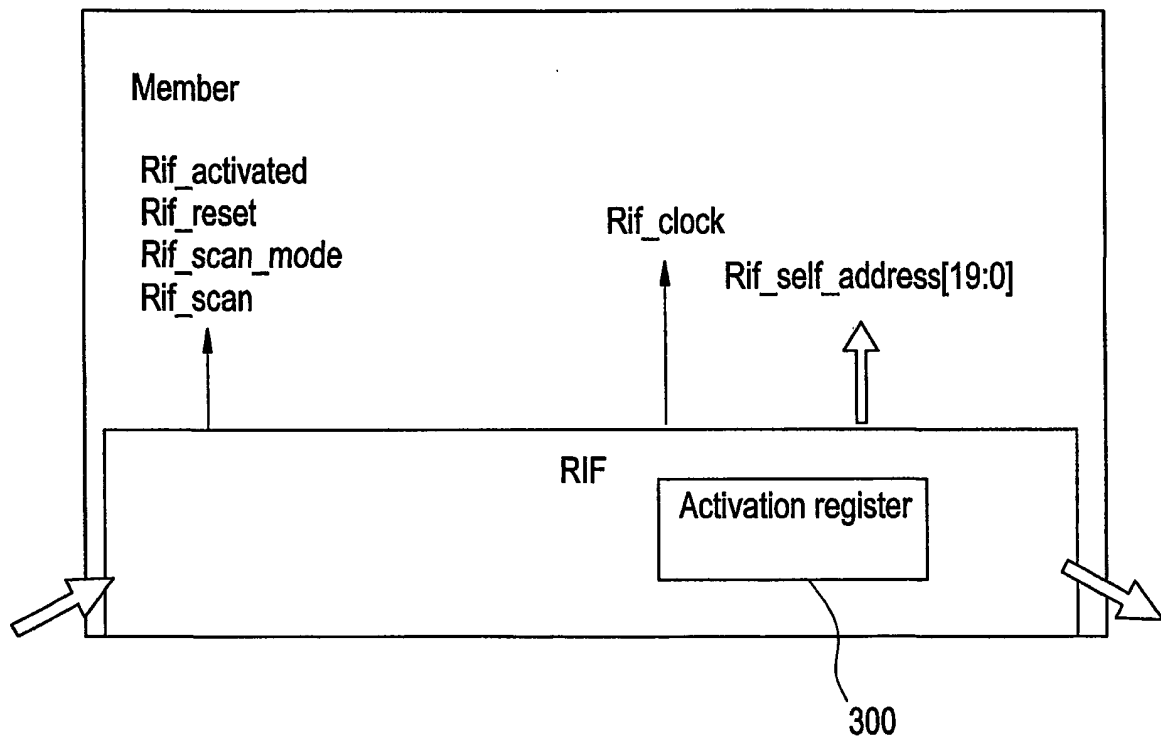 Member
Rif_activated
Rif_reset
Rif_scan_mode
Rif_scan
Rif_clock
Rif_self_address[19:0]
RIF
Activation register
300